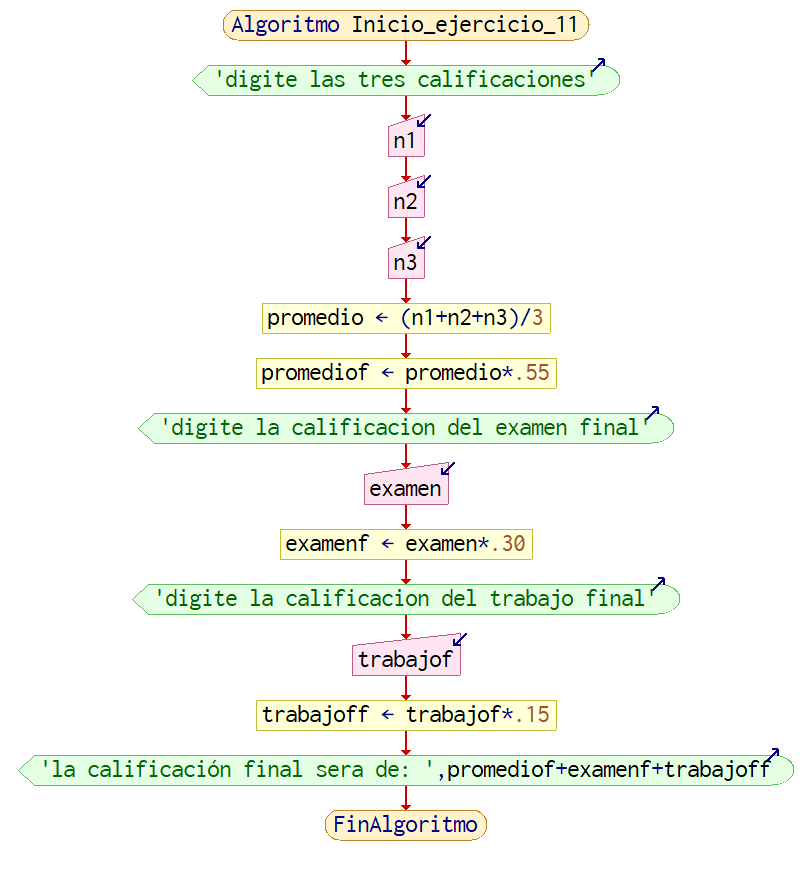 Algoritmo Inicio_ejercicio_11
'digite las tres calificaciones'
n1
n2
n3
promedio ← (n1+n2+n3)/3
promediof ← promedio*.55
'digite la calificacion del examen final'
examen
examenf ← examen*.30
'digite la calificacion del trabajo final'
trabajof
trabajoff ← trabajof*.15
'la calificación final sera de: ',promediof+examenf+trabajoff
FinAlgoritmo